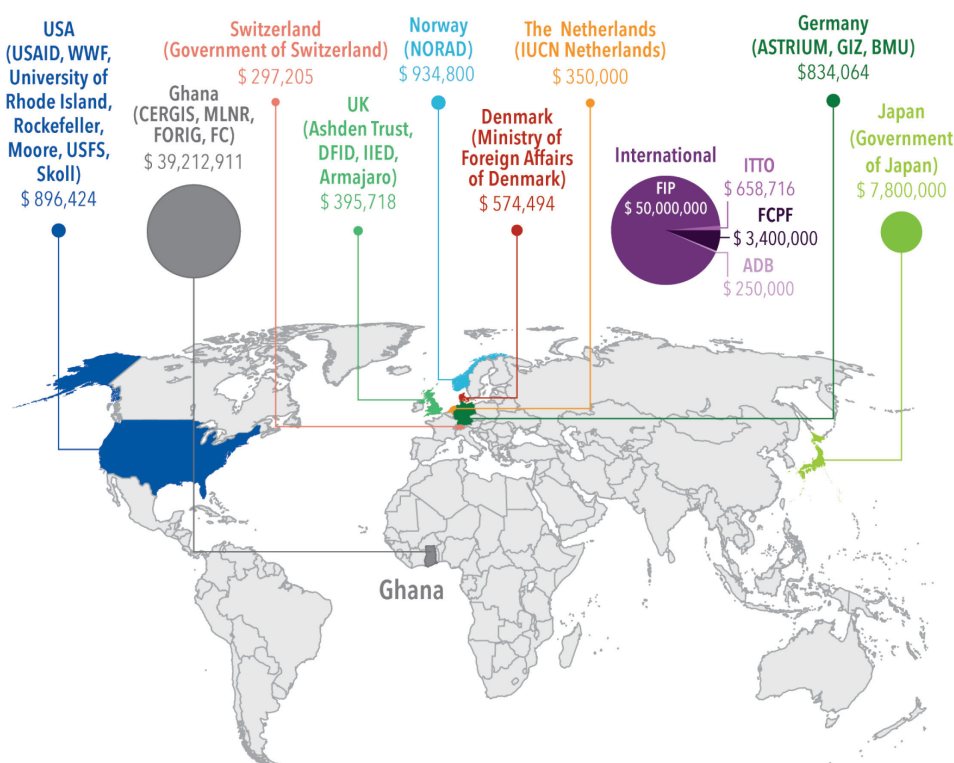 USA
(USAID, WWF,
University of
Rhode Island,
Rockefeller,
Moore, USFS,
Skoll)
$ 896,424
Ghana
(CERGIS, MLNR,
FORIG, FC)
$ 39,212,911
Switzerland
(Government of Switzerland)
$ 297,205
UK
(Ashden Trust,
DFID, IIED,
Armajaro)
$ 395,718
Norway
(NORAD)
$ 934,800
Denmark
(Ministry of
Foreign Affairs
of Denmark)
$ 574,494
The Netherlands
(IUCN Netherlands)
$ 350,000
International
FIP
$ 50,000,000
ITTO
$ 658,716
FCPF
$ 3,400,000
ADB
$ 250,000
Germany
(ASTRIUM, GIZ, BMU)
$834,064
Japan
(Government
of Japan)
$ 7,800,000
Ghana